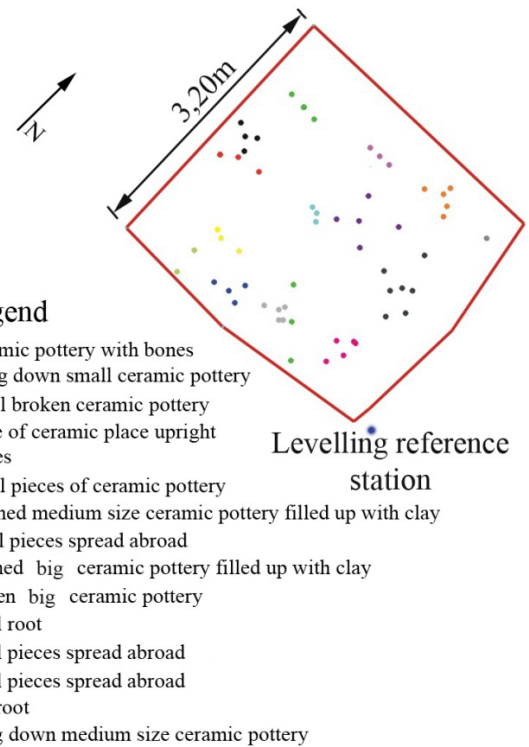 3,20m
N
gend
mic pottery with bones
g down small ceramic pottery
l broken ceramic pottery
e of ceramic place upright
es
l pieces of ceramic pottery
ned medium size ceramic pottery filled up with clay
l pieces spread abroad
ned big ceramic pottery filled up with clay
en big ceramic pottery
l root
l pieces spread abroad
l pieces spread abroad
root
g down medium size ceramic pottery
Levelling reference
station